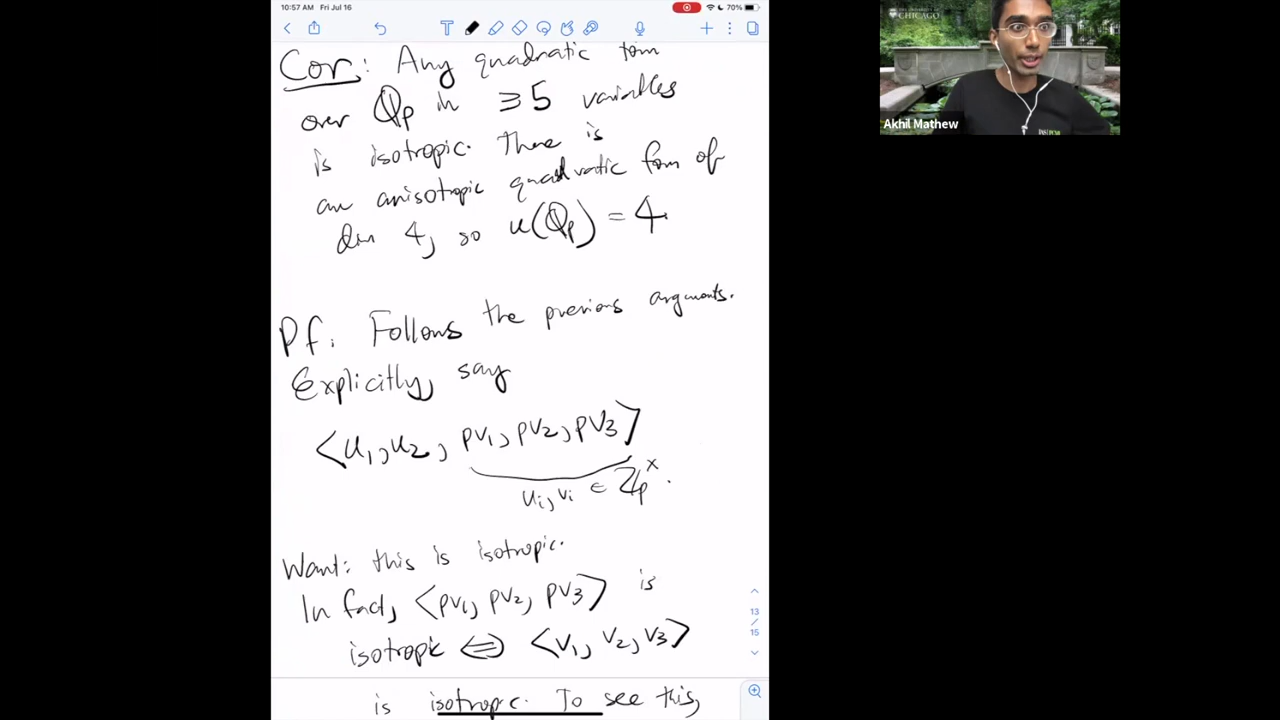 10:57 AM Fri Jul 16
70%
Cor: Any quadratic form
over ℚp in ≥5 variables
is isotropic. There is
an anisotropic quadratic form of
dim 4, so u(ℚp) = 4.
Pf: Follows the previous arguments.
Explicitly, say
<u1, u2, pv1, pv2, pv3>
ui, vi ∈ ℤp^×.
Want: this is isotropic.
In fact, <pv1, pv2, pv3> is
isotropic ⟺ <v1, v2, v3>
is isotropic. To see this,
13
/
15
CHICAGO
Akhil Mathew